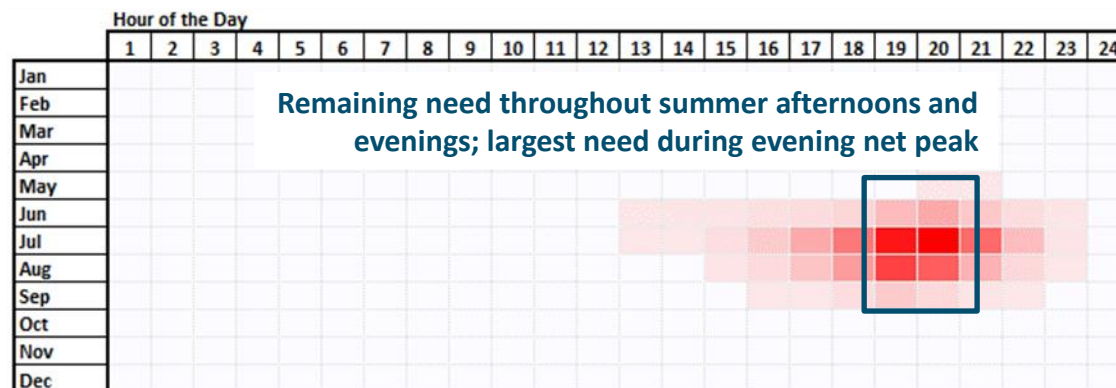 Hour of the Day
1 2 3 4 5 6 7 8 9 10 11 12 13 14 15 16 17 18 19 20 21 22 23 24
Jan
Feb
Mar
Apr
May
Jun
Jul
Aug
Sep
Oct
Nov
Dec
Remaining need throughout summer afternoons and
evenings; largest need during evening net peak